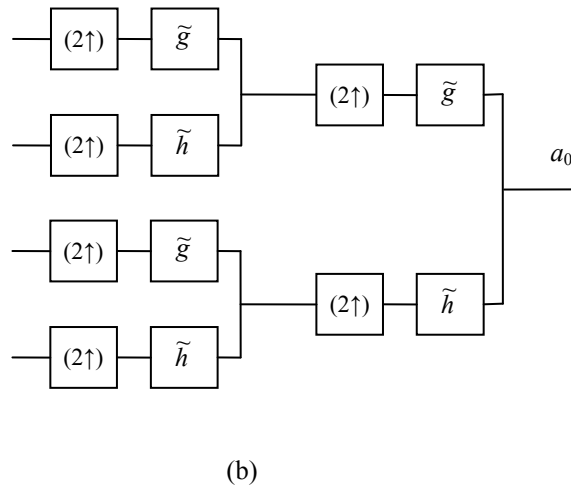 (2↑) g̃
(2↑) g̃
(2↑) h̃
a₀
(2↑) g̃
(2↑) h̃
(2↑) h̃
(b)